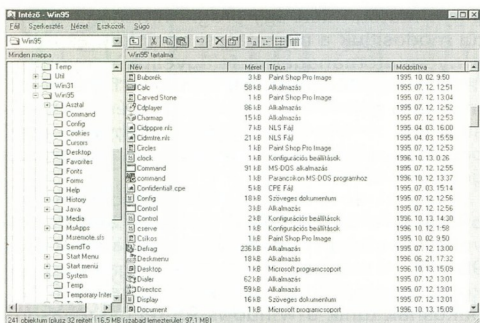 Intéző - Win95
Fájl Szerkesztés Nézet Eszközök Súgó
Win95
Minden mappa 'Win95' tartalma
Temp
Util
Win31
Win95
Asztal
Command
Config
Cookies
Cursors
Desktop
Favorites
Fonts
Forms
Help
History
Java
Media
MsApps
Msremote.sfs
SendTo
Start Menu
Start menü
System
Temp
Temporary Inter
Név Méret Típus Módosítva
Buborék 3 kB Paint Shop Pro Image 1995. 10. 02. 9:50
Calc 58 kB Alkalmazás 1995. 07. 12. 12:51
Carved Stone 1 kB Paint Shop Pro Image 1995. 07. 12. 13:04
Cdplayer 86 kB Alkalmazás 1995. 07. 12. 12:52
Charmap 15 kB Alkalmazás 1995. 07. 12. 12:53
Cidpppre.nls 7 kB NLS Fájl 1995. 04. 03. 16:00
Cidmtre.nls 21 kB NLS Fájl 1995. 04. 03. 15:59
Circles 1 kB Paint Shop Pro Image 1995. 07. 12. 12:53
clock. 1 kB Konfigurációs beállítások 1996. 10. 13. 0:26
Command 91 kB MS-DOS alkalmazás 1995. 07. 12. 12:55
command 1 kB Parancsikon MS-DOS programhoz 1996. 10. 12. 13:37
Confidentiall.cpe 5 kB CPE Fájl 1995. 07. 03. 15:14
Config 18 kB Szöveges dokumentum 1995. 07. 12. 12:56
Control 3 kB Alkalmazás 1995. 07. 12. 12:56
Control 2 kB Konfigurációs beállítások 1996. 10. 13. 14:30
cserve 1 kB Konfigurációs beállítások 1996. 10. 12. 1:58
Csíkos 1 kB Paint Shop Pro Image 1995. 10. 02. 9:50
Defrag 236 kB Alkalmazás 1995. 07. 12. 13:00
Deskmenu 18 kB Alkalmazás 1996. 06. 21. 17:32
Desktop 1 kB Microsoft programcsoport 1996. 10. 13. 15:09
Dialer 62 kB Alkalmazás 1995. 07. 12. 13:01
Directcc 59 kB Alkalmazás 1995. 07. 12. 13:01
Display 16 kB Szöveges dokumentum 1995. 07. 12. 13:01
Document 1 kB Microsoft programcsoport 1996. 10. 13. 15:09
241 objektum (plusz 32 rejtett) 16,5 MB (szabad lemezterület: 97,1 MB)